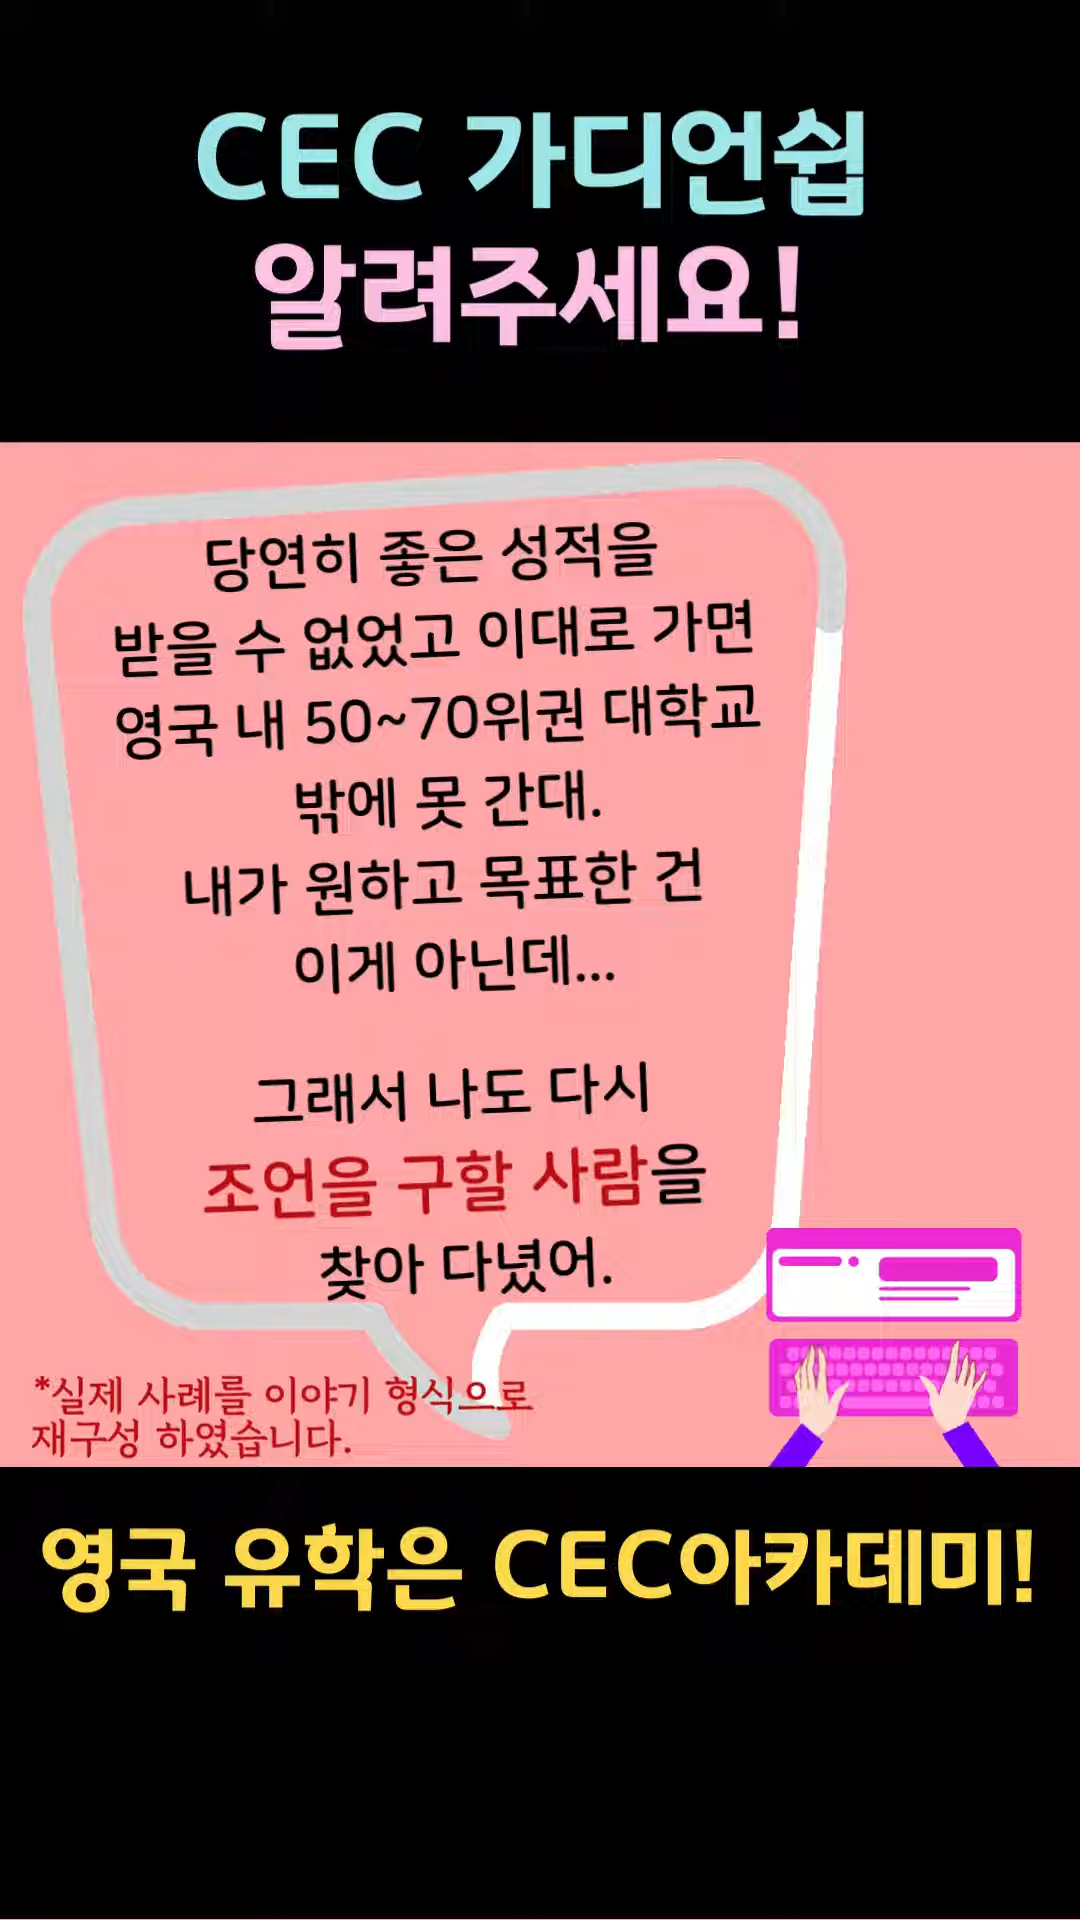 CEC 가디언쉽
알려주세요!
당연히 좋은 성적을
받을 수 없었고 이대로 가면
영국 내 50~70위권 대학교
밖에 못 간대.
내가 원하고 목표한 건
이게 아닌데...
그래서 나도 다시
조언을 구할 사람을
찾아 다녔어.
*실제 사례를 이야기 형식으로
재구성 하였습니다.
영국 유학은 CEC아카데미!